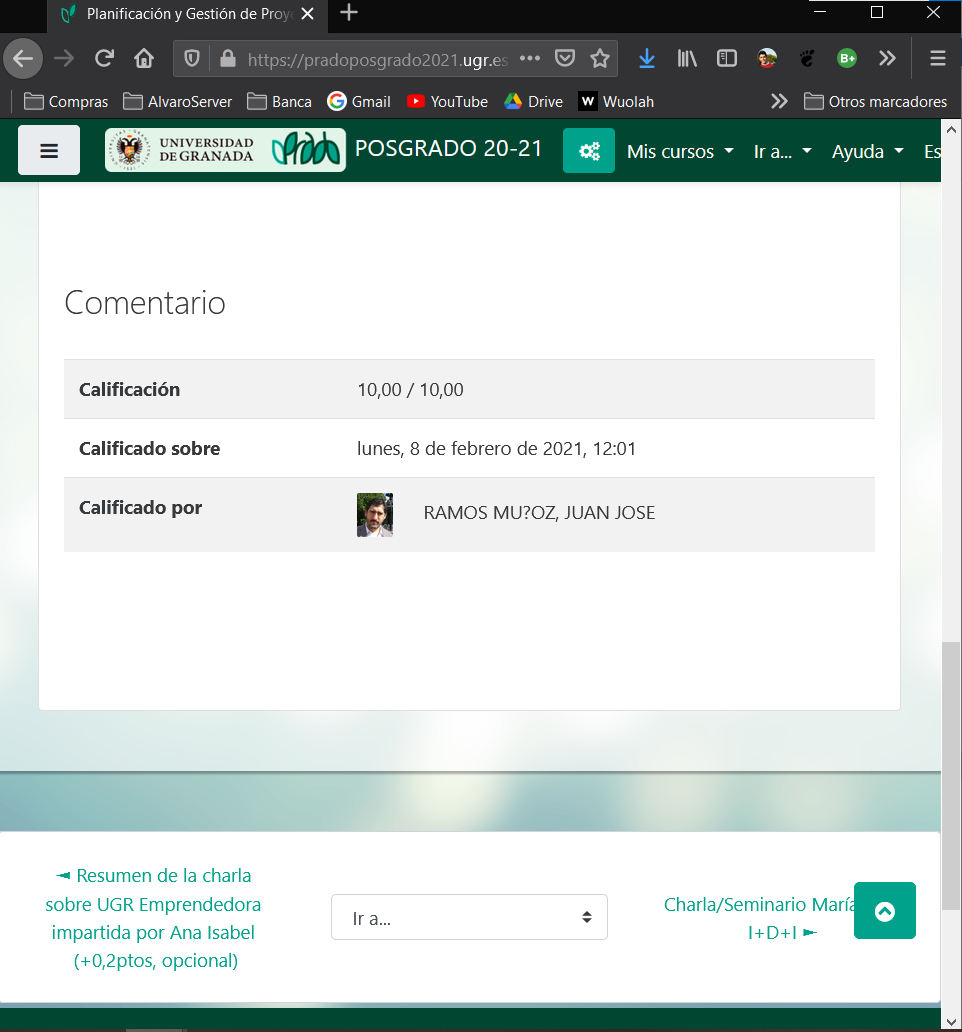 Planificación y Gestión de Proye
https://pradoposgrado2021.ugr.es
B+
Compras AlvaroServer Banca Gmail YouTube Drive W Wuolah Otros marcadores
UNIVERSIDAD
DE GRANADA
Prado
POSGRADO 20-21 Mis cursos Ir a... Ayuda Es
Comentario
Calificación 10,00 / 10,00
Calificado sobre lunes, 8 de febrero de 2021, 12:01
Calificado por RAMOS MU?OZ, JUAN JOSE
◄ Resumen de la charla
sobre UGR Emprendedora
impartida por Ana Isabel
(+0,2ptos, opcional)
Ir a...
Charla/Seminario María
I+D+I ►